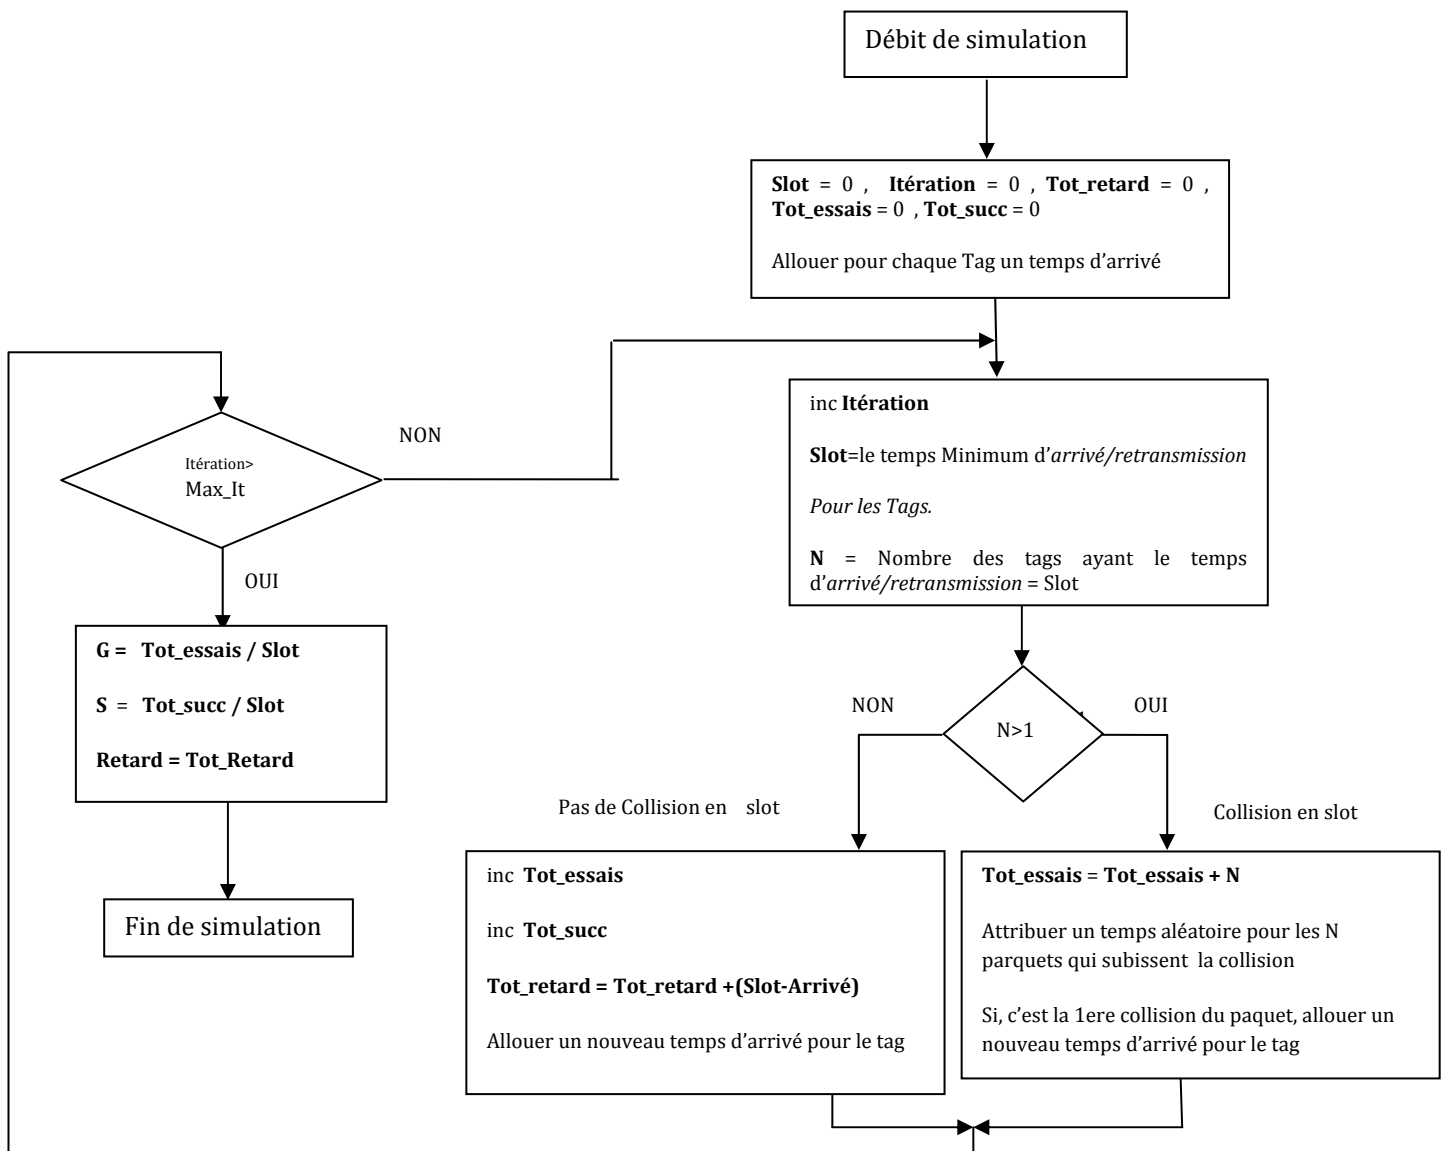 Débit de simulation
Slot = 0 , Itération = 0 , Tot_retard = 0 ,
Tot_essais = 0 , Tot_succ = 0
Allouer pour chaque Tag un temps d'arrivé
inc Itération
Slot=le temps Minimum d'arrivé/retransmission
Pour les Tags.
N = Nombre des tags ayant le temps
d'arrivé/retransmission = Slot
Itération>
Max_It
NON
OUI
G = Tot_essais / Slot
S = Tot_succ / Slot
Retard = Tot_Retard
Fin de simulation
N>1
NON
OUI
Pas de Collision en slot
Collision en slot
inc Tot_essais
inc Tot_succ
Tot_retard = Tot_retard +(Slot-Arrivé)
Allouer un nouveau temps d'arrivé pour le tag
Tot_essais = Tot_essais + N
Attribuer un temps aléatoire pour les N
parquets qui subissent la collision
Si, c'est la 1ere collision du paquet, allouer un
nouveau temps d'arrivé pour le tag